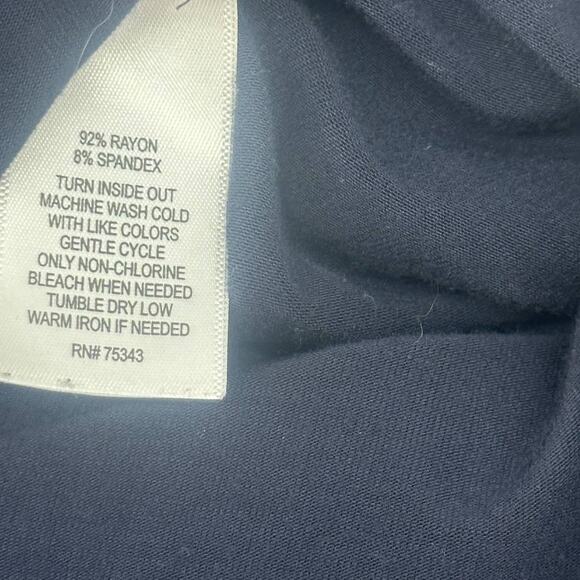 92% RAYON
8% SPANDEX
TURN INSIDE OUT
MACHINE WASH COLD
WITH LIKE COLORS
GENTLE CYCLE
ONLY NON-CHLORINE
BLEACH WHEN NEEDED
TUMBLE DRY LOW
WARM IRON IF NEEDED
RN# 75343